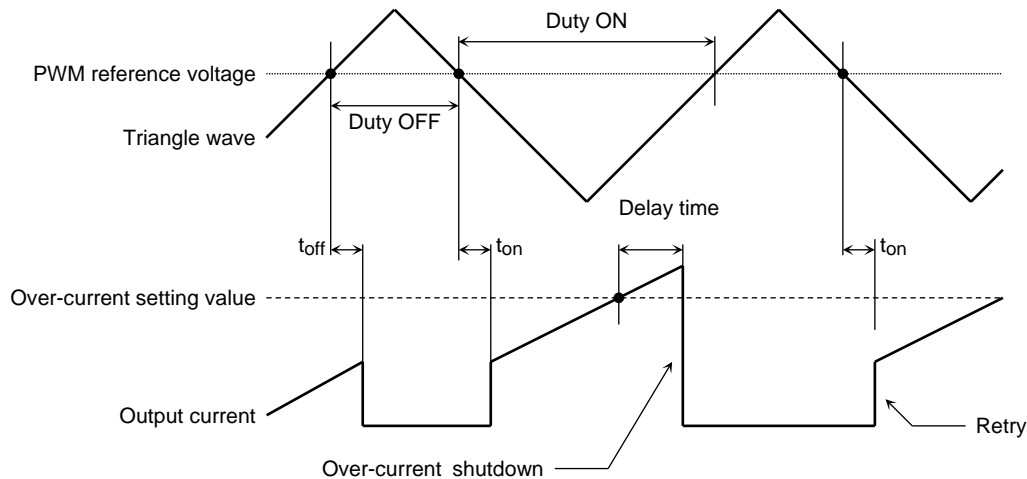 Duty ON
PWM reference voltage
Duty OFF
Triangle wave
Delay time
toff
ton
ton
Over-current setting value
Output current
Retry
Over-current shutdown